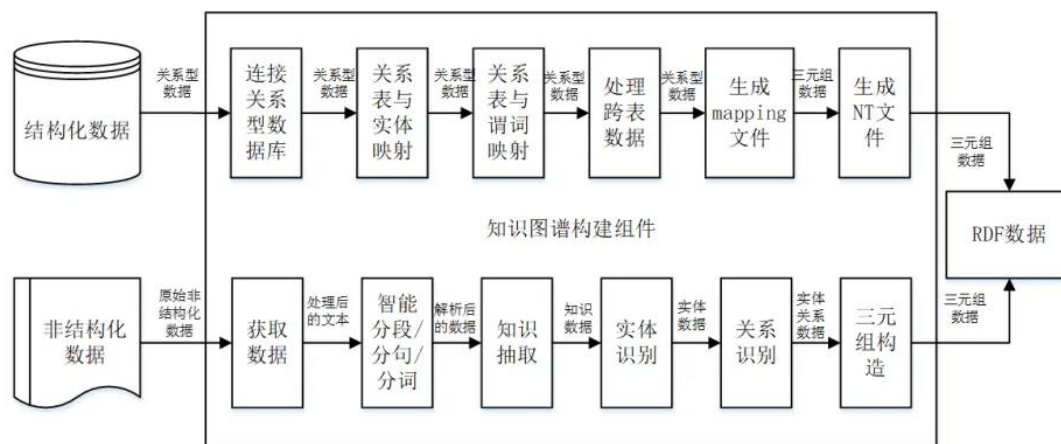 结构化数据
关系型
数据
连接
关系
型数
据库
关系型
数据
关系
表与
实体
映射
关系型
数据
关系
表与
谓词
映射
关系型
数据
处理
跨表
数据
关系型
数据
生成
mapping
文件
三元组
数据
生成
NT文件
三元组
数据
知识图谱构建组件
RDF数据
非结构化
数据
原始非
结构化
数据
获取
数据
处理后
的文本
智能
分段/
分句/
分词
解析后
的数据
知识
抽取
知识
数据
实体
识别
实体
数据
关系
识别
实体
关系
数据
三元
组构
造
三元组
数据